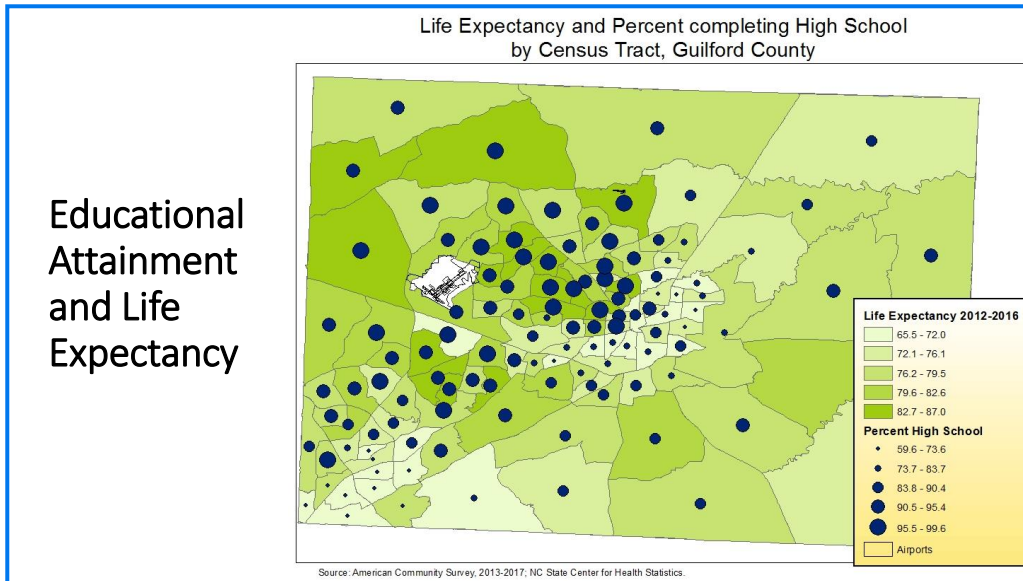 Life Expectancy and Percent completing High School
by Census Tract, Guilford County
Educational
Attainment
and Life
Expectancy
Life Expectancy 2012-2016
65.5 - 72.0
72.1 - 76.1
76.2 - 79.5
79.6 - 82.6
82.7 - 87.0
Percent High School
59.6 - 73.6
73.7 - 83.7
83.8 - 90.4
90.5 - 95.4
95.5 - 99.6
Airports
Source: American Community Survey, 2013-2017; NC State Center for Health Statistics.